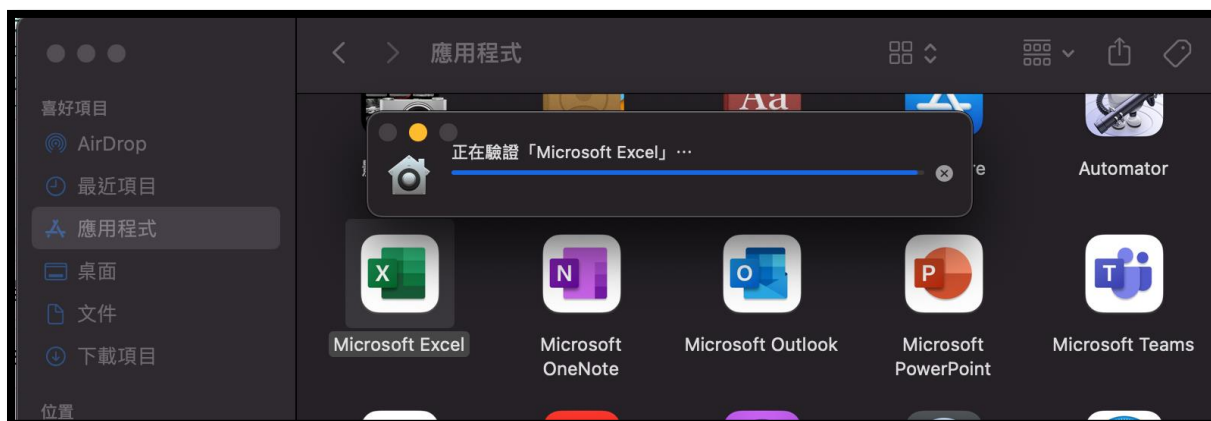 應用程式
喜好項目
AirDrop
最近項目
應用程式
桌面
文件
下載項目
位置
Aa
正在驗證「Microsoft Excel」…
Automator
Microsoft Excel
Microsoft
OneNote
Microsoft Outlook
Microsoft
PowerPoint
Microsoft Teams